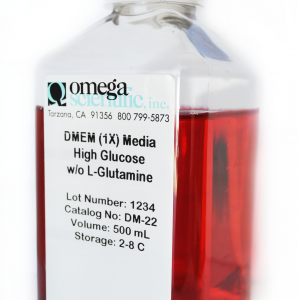 omega
scientific, inc.
Tarzana, CA 91356 800 799-5873
DMEM (1X) Media
High Glucose
w/o L-Glutamine
Lot Number: 1234
Catalog No: DM-22
Volume: 500 mL
Storage: 2-8 C